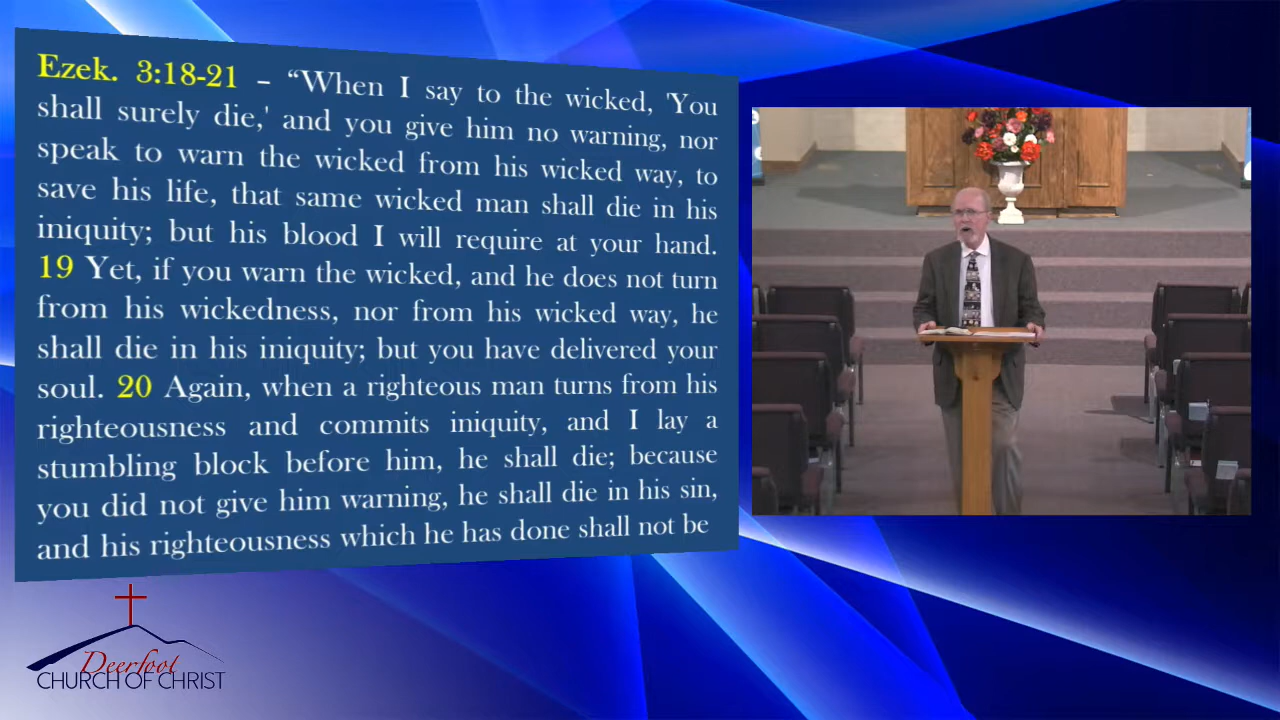 Ezek. 3:18-21 – “When I say to the wicked, 'You
shall surely die,' and you give him no warning, nor
speak to warn the wicked from his wicked way, to
save his life, that same wicked man shall die in his
iniquity; but his blood I will require at your hand.
19 Yet, if you warn the wicked, and he does not turn
from his wickedness, nor from his wicked way, he
shall die in his iniquity; but you have delivered your
soul. 20 Again, when a righteous man turns from his
righteousness and commits iniquity, and I lay a
stumbling block before him, he shall die; because
you did not give him warning, he shall die in his sin,
and his righteousness which he has done shall not be
Deerfoot
CHURCH OF CHRIST